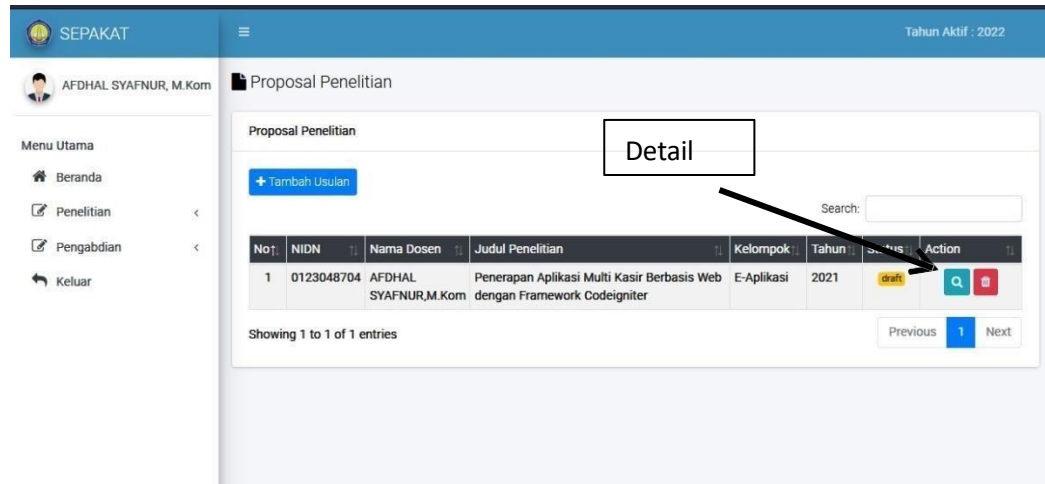 SEPAKAT
Tahun Aktif : 2022
AFDHAL SYAFNUR, M.Kom
Proposal Penelitian
Menu Utama
Beranda
Penelitian
Pengabdian
Keluar
Proposal Penelitian
Detail
+ Tambah Usulan
Search:
No NIDN Nama Dosen Judul Penelitian Kelompok Tahun Status Action
1 0123048704 AFDHAL Penerapan Aplikasi Multi Kasir Berbasis Web E-Aplikasi 2021 draft
SYAFNUR,M.Kom dengan Framework Codeigniter
Showing 1 to 1 of 1 entries
Previous 1 Next